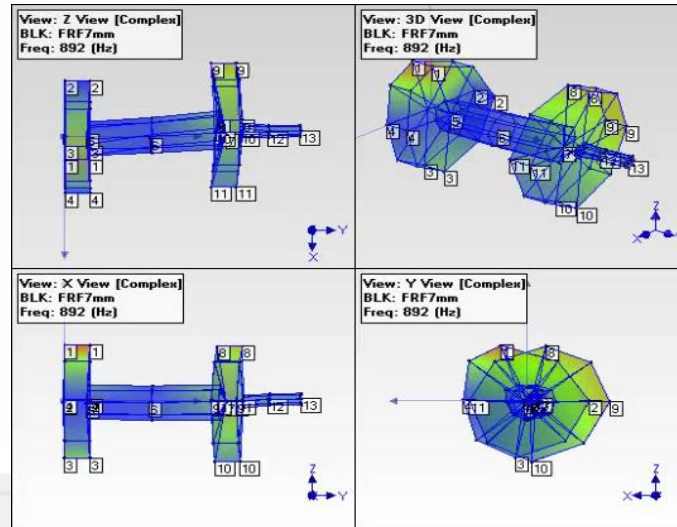 View: Z View [Complex]
BLK: FRF7mm
Freq: 892 (Hz)
2 2
3
1 1
4 4
9 9
10
12
13
11 11
Y
X
View: 3D View [Complex]
BLK: FRF7mm
Freq: 892 (Hz)
1 1
2 2
8 8
4 4
5
6
9 9
7
13
11 11
3 3
10 10
Z
X Y
View: X View [Complex]
BLK: FRF7mm
Freq: 892 (Hz)
1 1
8 8
6
12
13
3 3
10 10
Z
Y
View: Y View [Complex]
BLK: FRF7mm
Freq: 892 (Hz)
1
8
11
2 9
3 10
Z
X